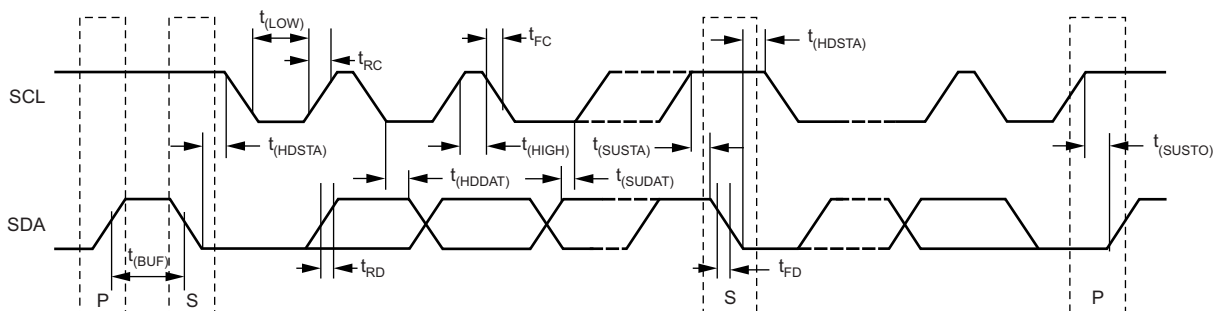 t(LOW)
tRC
tFC
t(HDSTA)
SCL
t(HDSTA)
t(HIGH)
t(SUSTA)
t(SUSTO)
t(HDDAT)
t(SUDAT)
SDA
t(BUF)
tRD
tFD
P
S
S
P